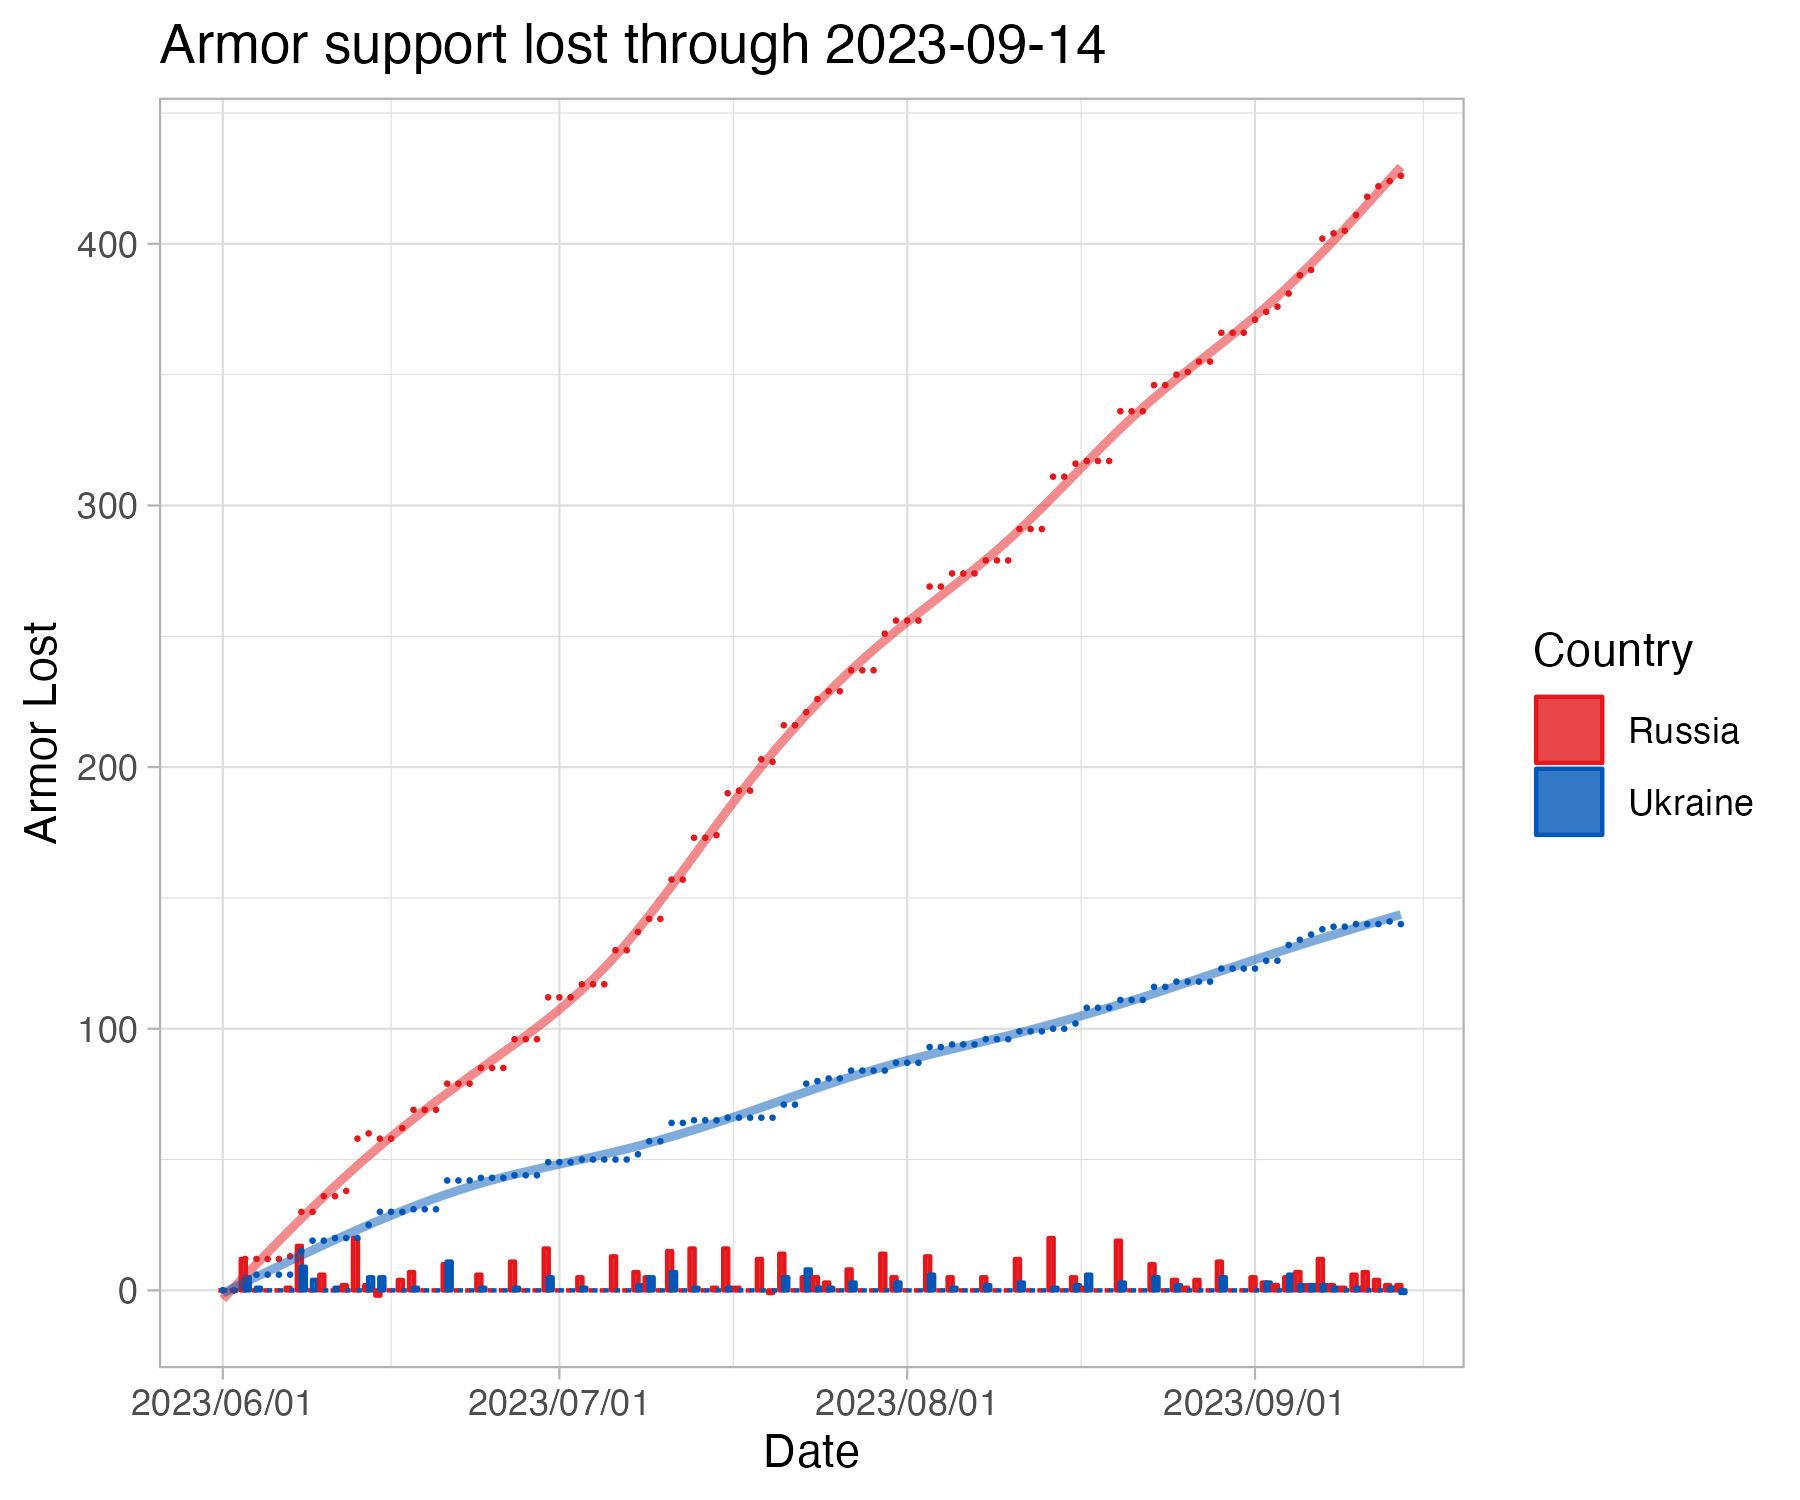 Armor support lost through 2023-09-14
400
300
200
100
0
Armor Lost
2023/06/01
2023/07/01
2023/08/01
2023/09/01
Date
Country
Russia
Ukraine